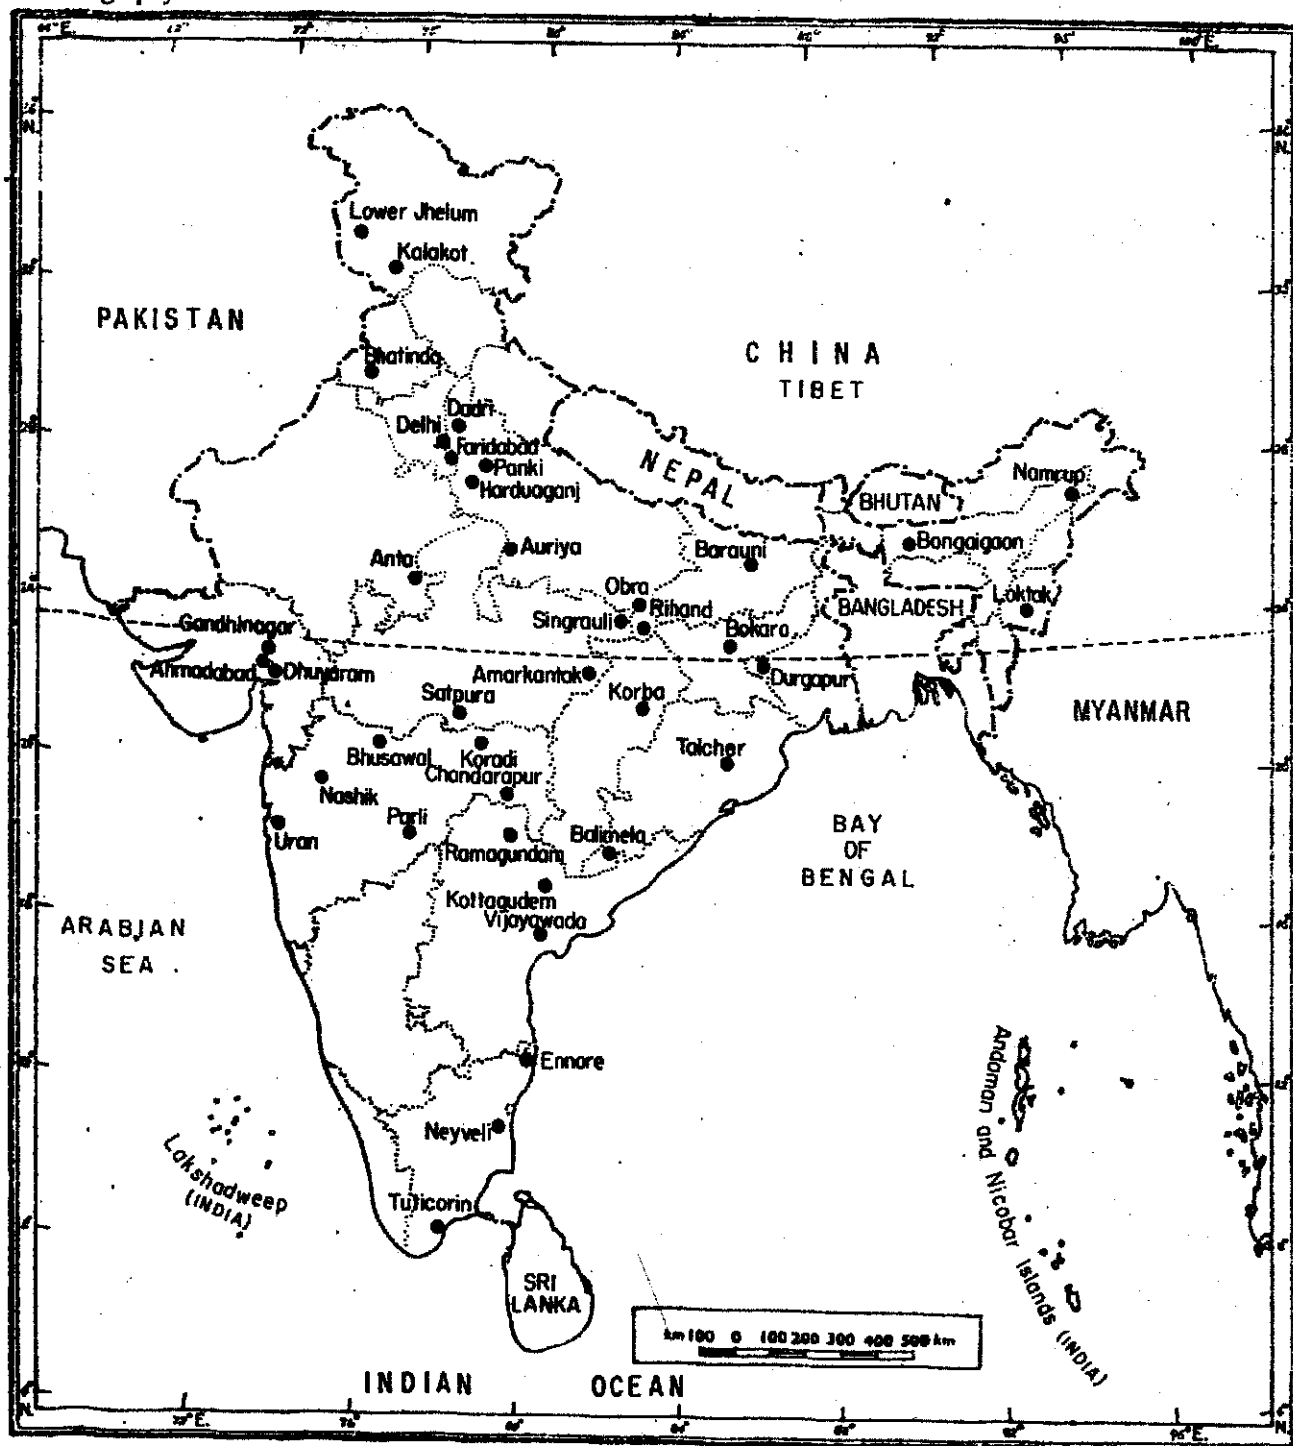 Lower Jhelum
Kalakot
PAKISTAN
CHINA
TIBET
Bhatinda
Dadri
Delhi
Faridabad
Panki
Harduaganj
NEPAL
BHUTAN
Namrup
Bongaigaon
Auriya
Anta
Barauni
Obra
Rihand
Singrauli
BANGLADESH
Loktak
Gandhinagar
Bokaro
Ahmadabad
Dhuvaram
Amarkantak
Durgapur
Satpura
Korba
MYANMAR
Bhusawal
Koradi
Talcher
Chandarapur
Nashik
Parli
Uran
Ramagundam
Balimela
BAY
OF
BENGAL
Kottagudem
Vijayawada
ARABIAN
SEA
Ennore
Neyveli
Lakshadweep
(INDIA)
Andaman and Nicobar Islands (INDIA)
Tuticorin
SRI
LANKA
km 100 0 100 200 300 400 500 km
INDIAN OCEAN